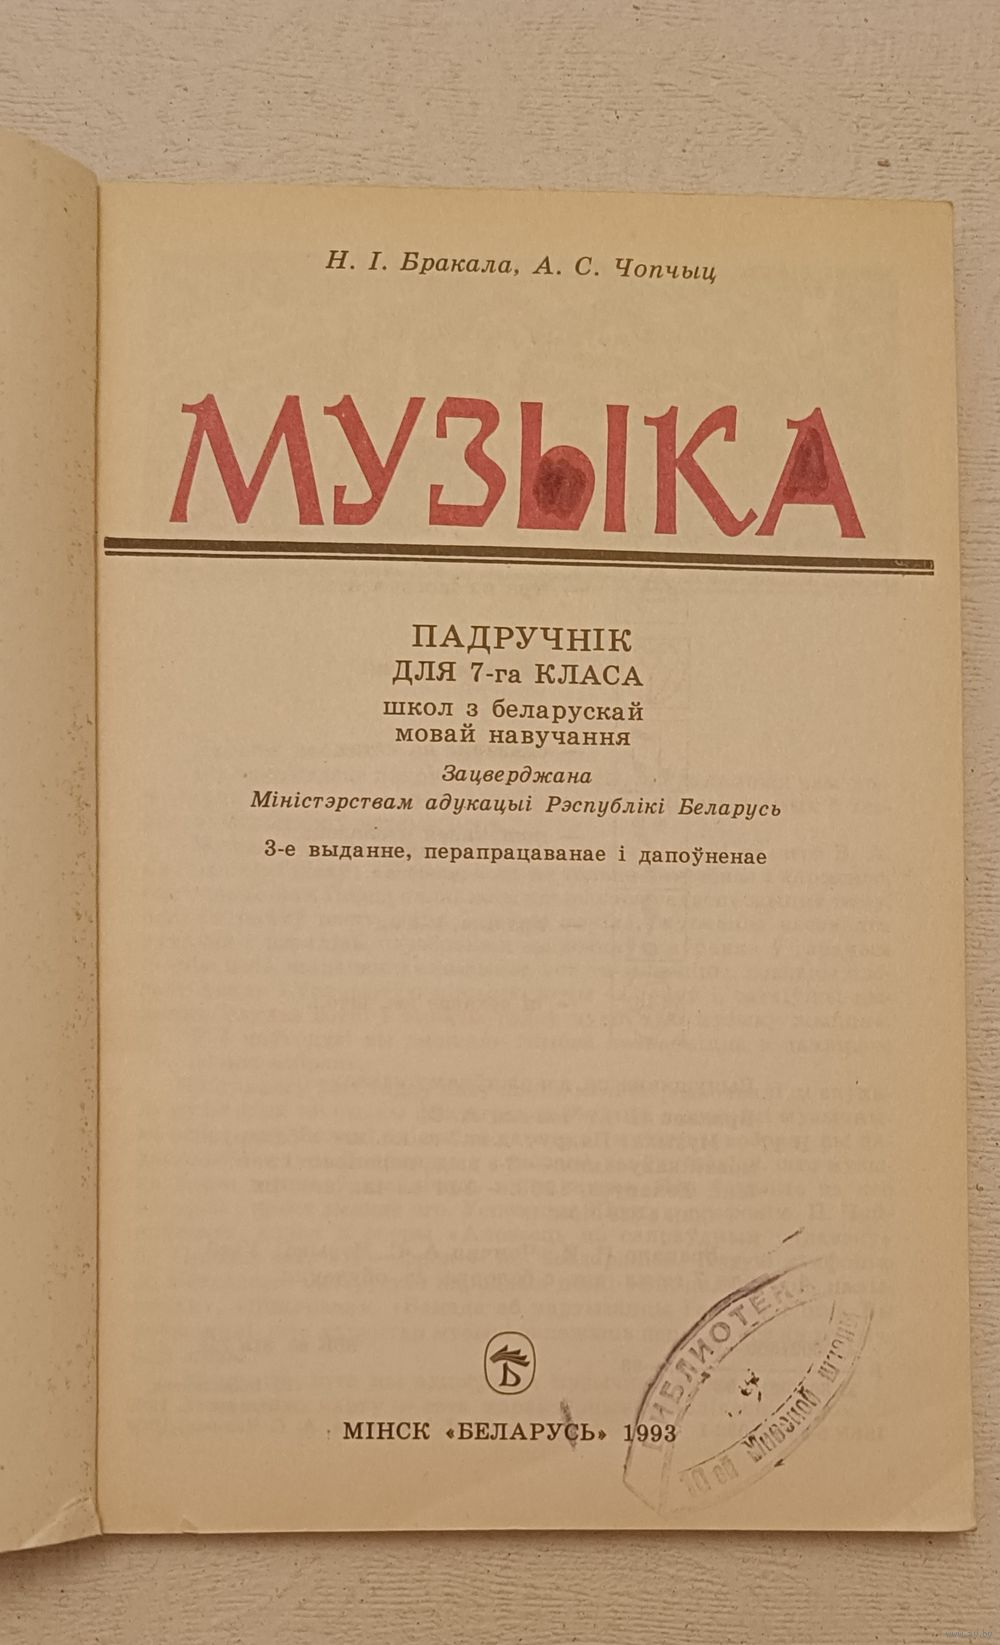 Н. І. Бракала, А. С. Чопчыц
МУЗЫКА
ПАДРУЧНІК
ДЛЯ 7-га КЛАСА
школ з беларускай
мовай навучання
Зацверджана
Міністэрствам адукацыі Рэспублікі Беларусь
3-е выданне, перапрацаванае і дапоўненае
Б
МІНСК «БЕЛАРУСЬ» 1993
БИБЛИОТЕКА